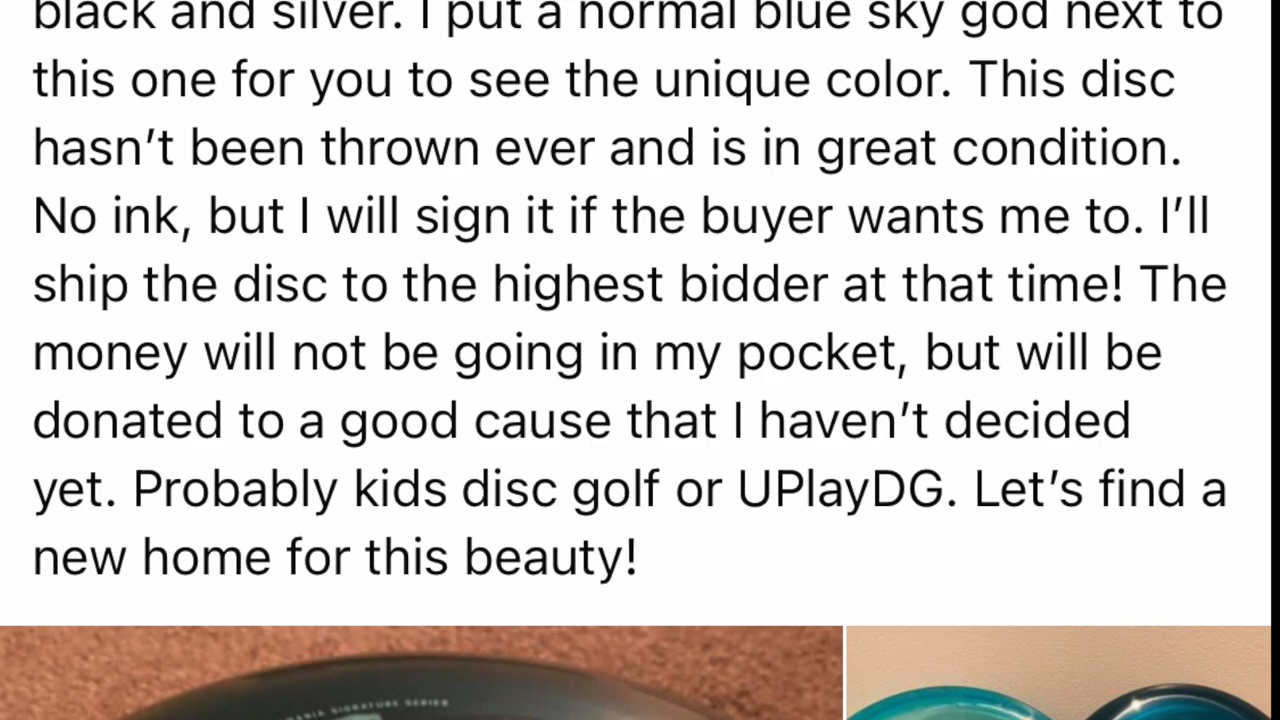 black and silver. I put a normal blue sky god next to
this one for you to see the unique color. This disc
hasn’t been thrown ever and is in great condition.
No ink, but I will sign it if the buyer wants me to. I’ll
ship the disc to the highest bidder at that time! The
money will not be going in my pocket, but will be
donated to a good cause that I haven’t decided
yet. Probably kids disc golf or UPlayDG. Let’s find a
new home for this beauty!
SIGNATURE SERIES